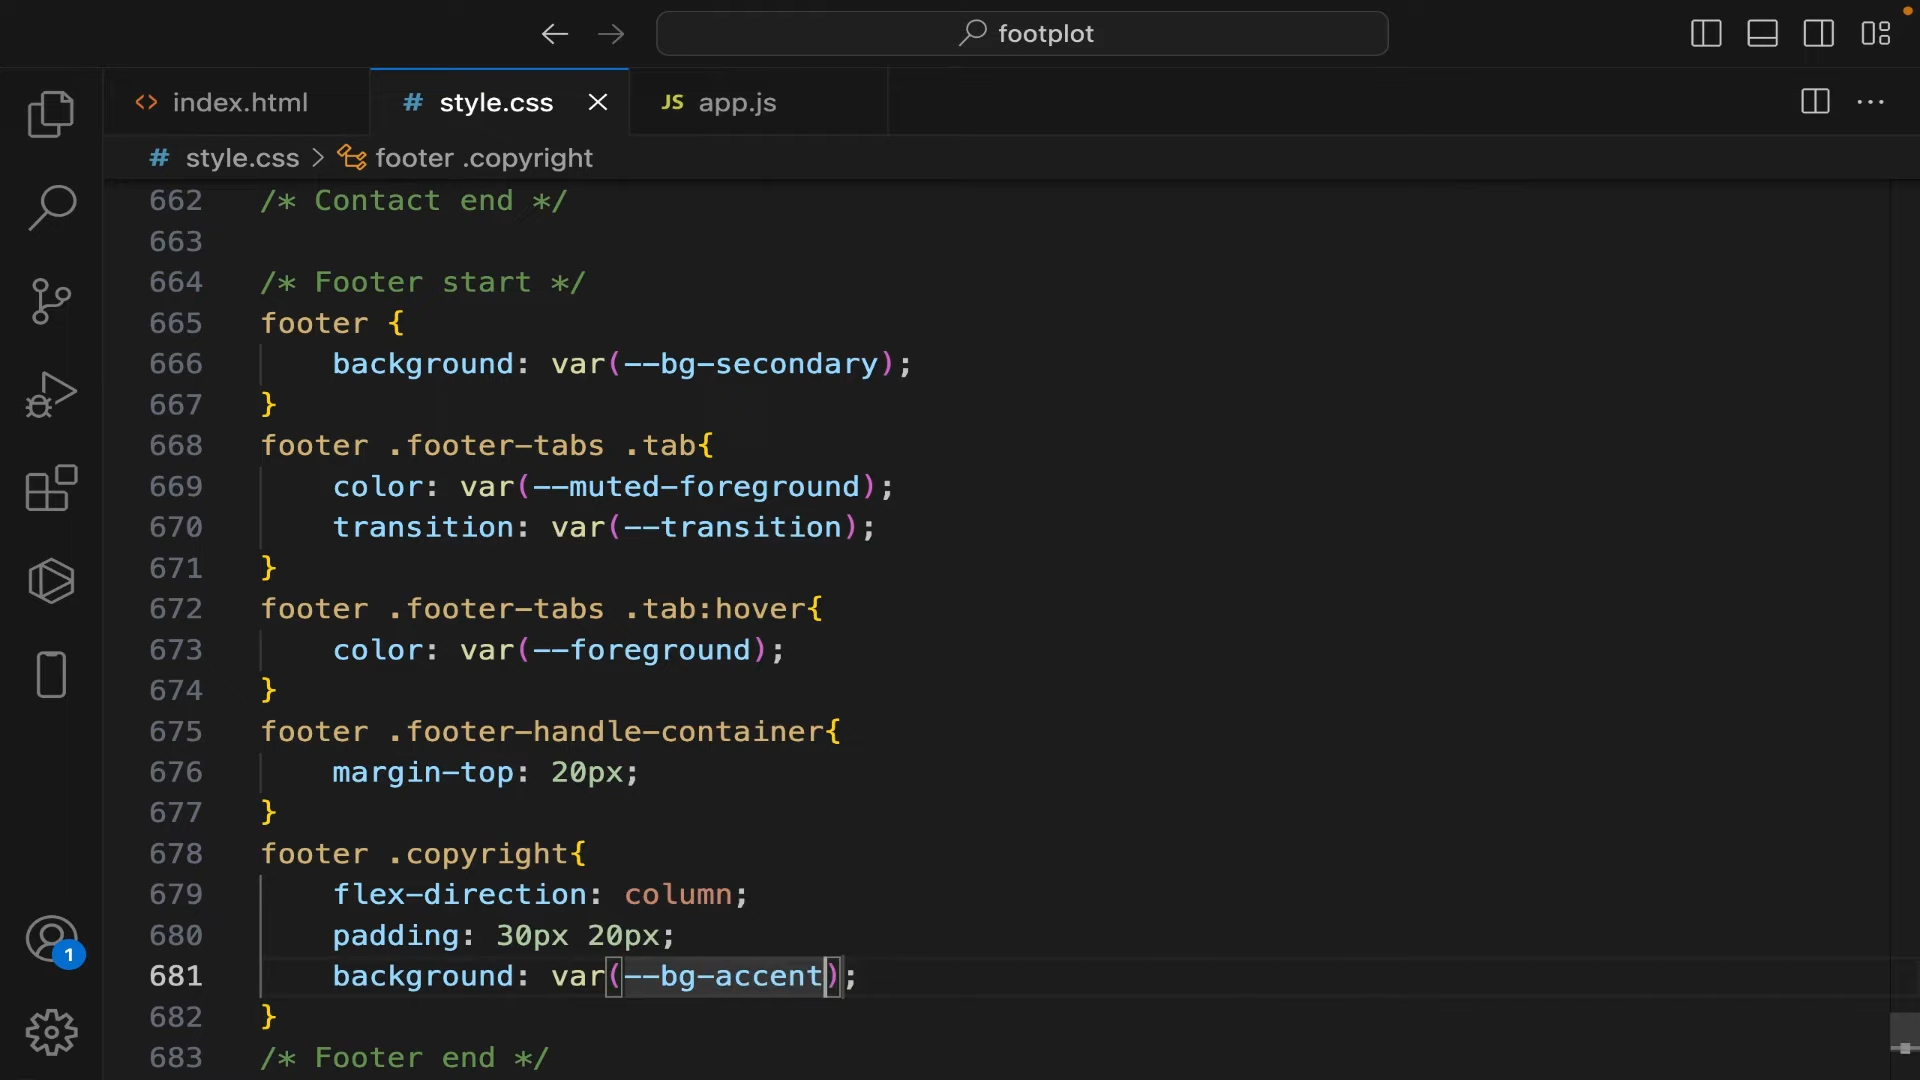 footplot
<> index.html
# style.css
JS app.js
# style.css > footer .copyright
662 /* Contact end */
663
664 /* Footer start */
665 footer {
666     background: var(--bg-secondary);
667 }
668 footer .footer-tabs .tab{
669     color: var(--muted-foreground);
670     transition: var(--transition);
671 }
672 footer .footer-tabs .tab:hover{
673     color: var(--foreground);
674 }
675 footer .footer-handle-container{
676     margin-top: 20px;
677 }
678 footer .copyright{
679     flex-direction: column;
680     padding: 30px 20px;
681     background: var(--bg-accent);
682 }
683 /* Footer end */
1